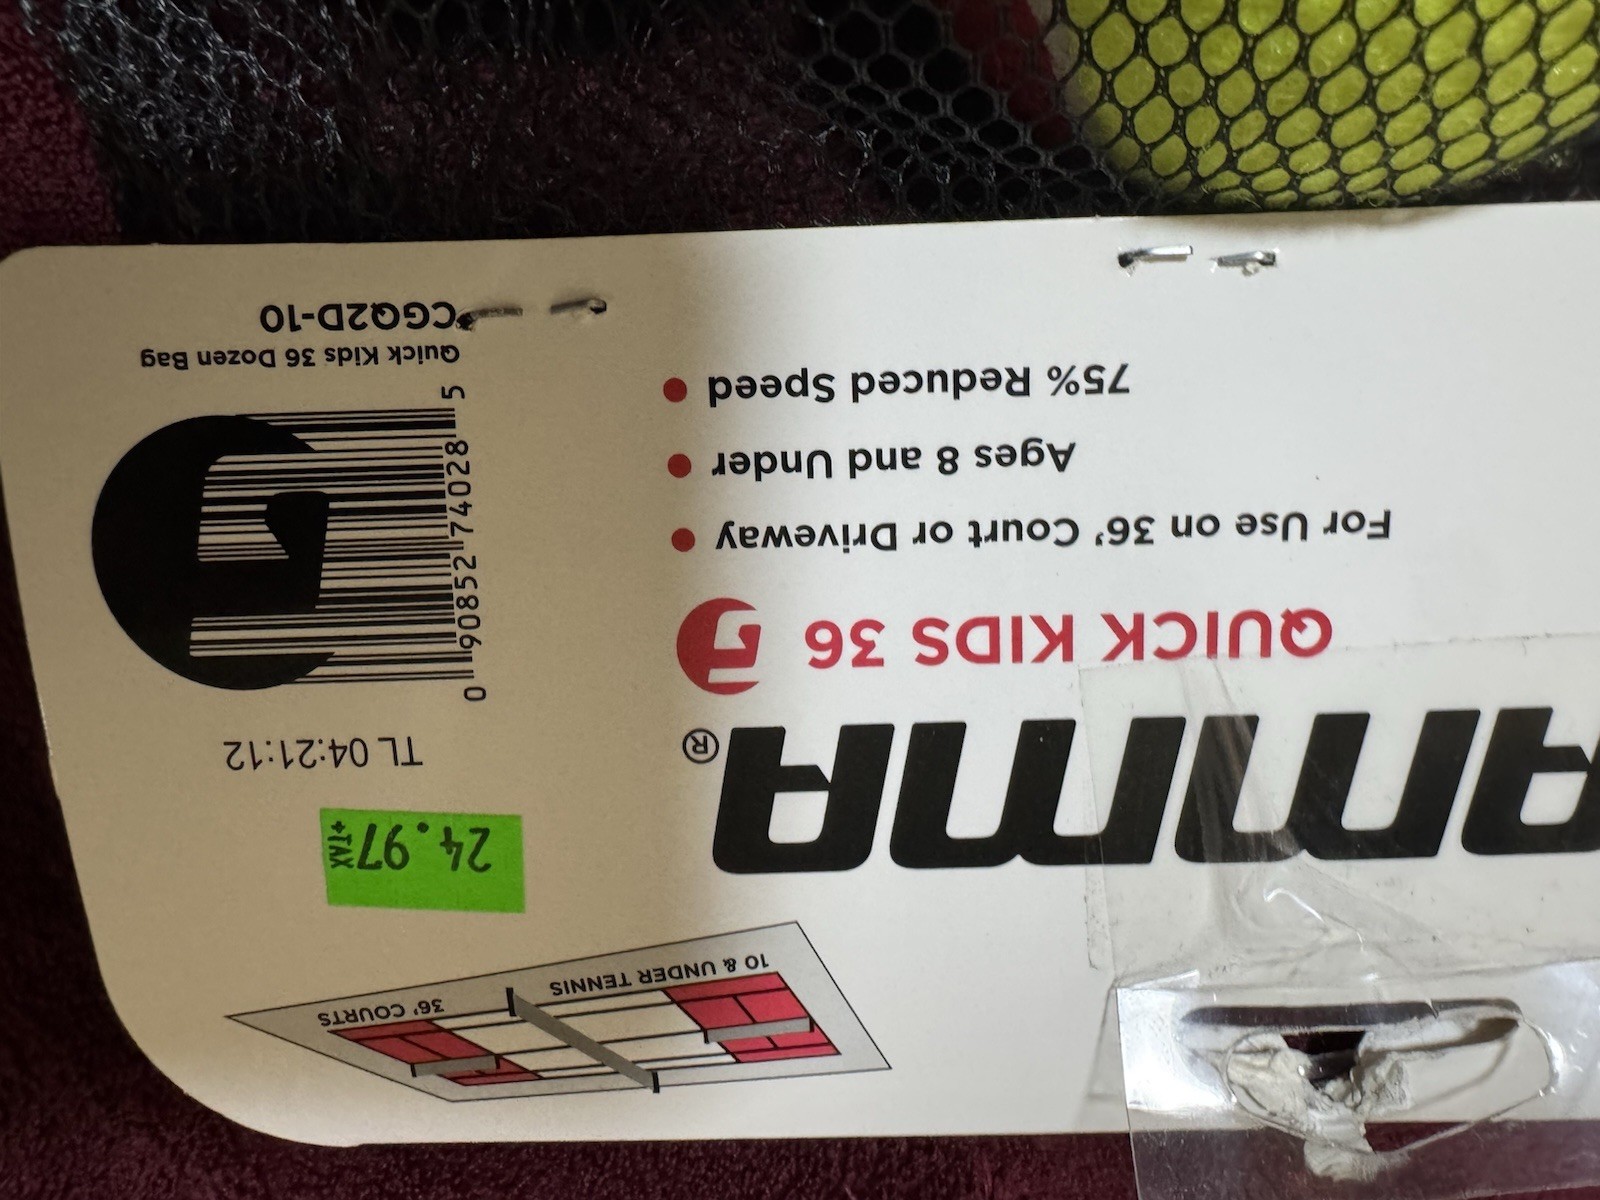 AMMA®
QUICK KIDS 36
For Use on 36' Court or Driveway
Ages 8 and Under
75% Reduced Speed
10 & UNDER TENNIS
36' COURTS
24.97
+TAX
TL 04:21:12
0 90852 74028 5
Quick Kids 36 Dozen Bag
CGQ2D-10